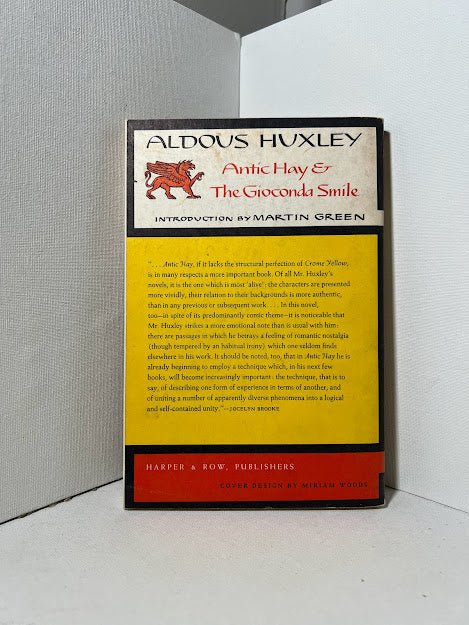 ALDOUS HUXLEY
Antic Hay &
The Gioconda Smile
INTRODUCTION BY MARTIN GREEN
". . . Antic Hay, if it lacks the structural perfection of Crome Yellow,
is in many respects a more important book. Of all Mr. Huxley's
novels, it is the one which is most 'alive': the characters are presented
more vividly, their relation to their backgrounds is more authentic,
than in any previous or subsequent work. . . . In this novel,
too—in spite of its predominantly comic theme—it is noticeable that
Mr. Huxley strikes a more emotional note than is usual with him:
there are passages in which he betrays a feeling of romantic nostalgia
(though tempered by an habitual irony) which one seldom finds
elsewhere in his work. It should be noted, too, that in Antic Hay he is
already beginning to employ a technique which, in his next few
books, will become increasingly important: the technique, that is to
say, of describing one form of experience in terms of another, and
of uniting a number of apparently diverse phenomena into a logical
and self-contained unity."—JOCELYN BROOKE
HARPER & ROW, PUBLISHERS
COVER DESIGN BY MIRIAM WOODS